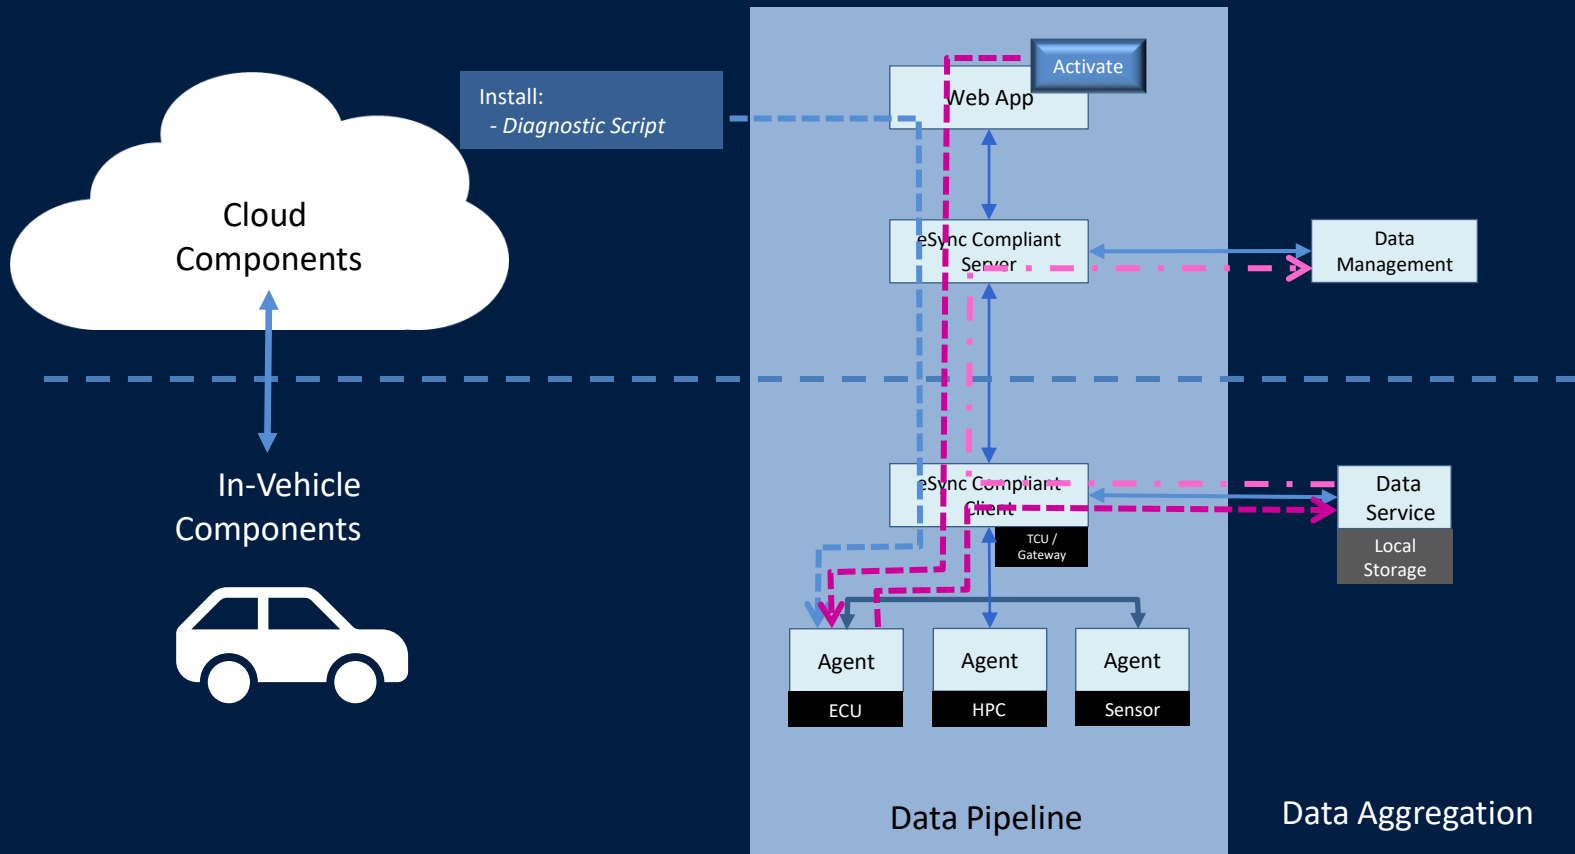 Activate
Web App
Install:
- Diagnostic Script
Cloud
Components
eSync Compliant
Server
Data
Management
In-Vehicle
Components
eSync Compliant
Client
TCU /
Gateway
Data
Service
Local
Storage
Agent
ECU
Agent
HPC
Agent
Sensor
Data Pipeline
Data Aggregation